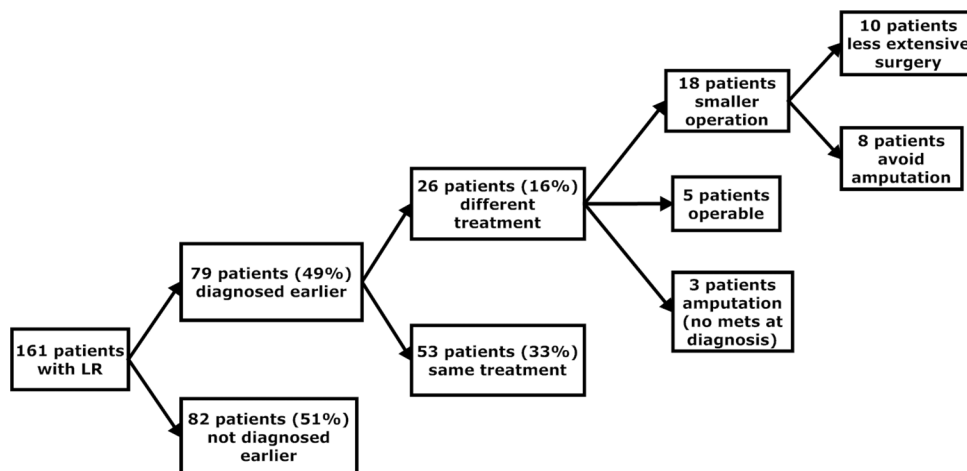 161 patients
with LR
79 patients (49%)
diagnosed earlier
82 patients (51%)
not diagnosed
earlier
26 patients (16%)
different
treatment
53 patients (33%)
same treatment
18 patients
smaller
operation
5 patients
operable
3 patients
amputation
(no mets at
diagnosis)
10 patients
less extensive
surgery
8 patients
avoid
amputation